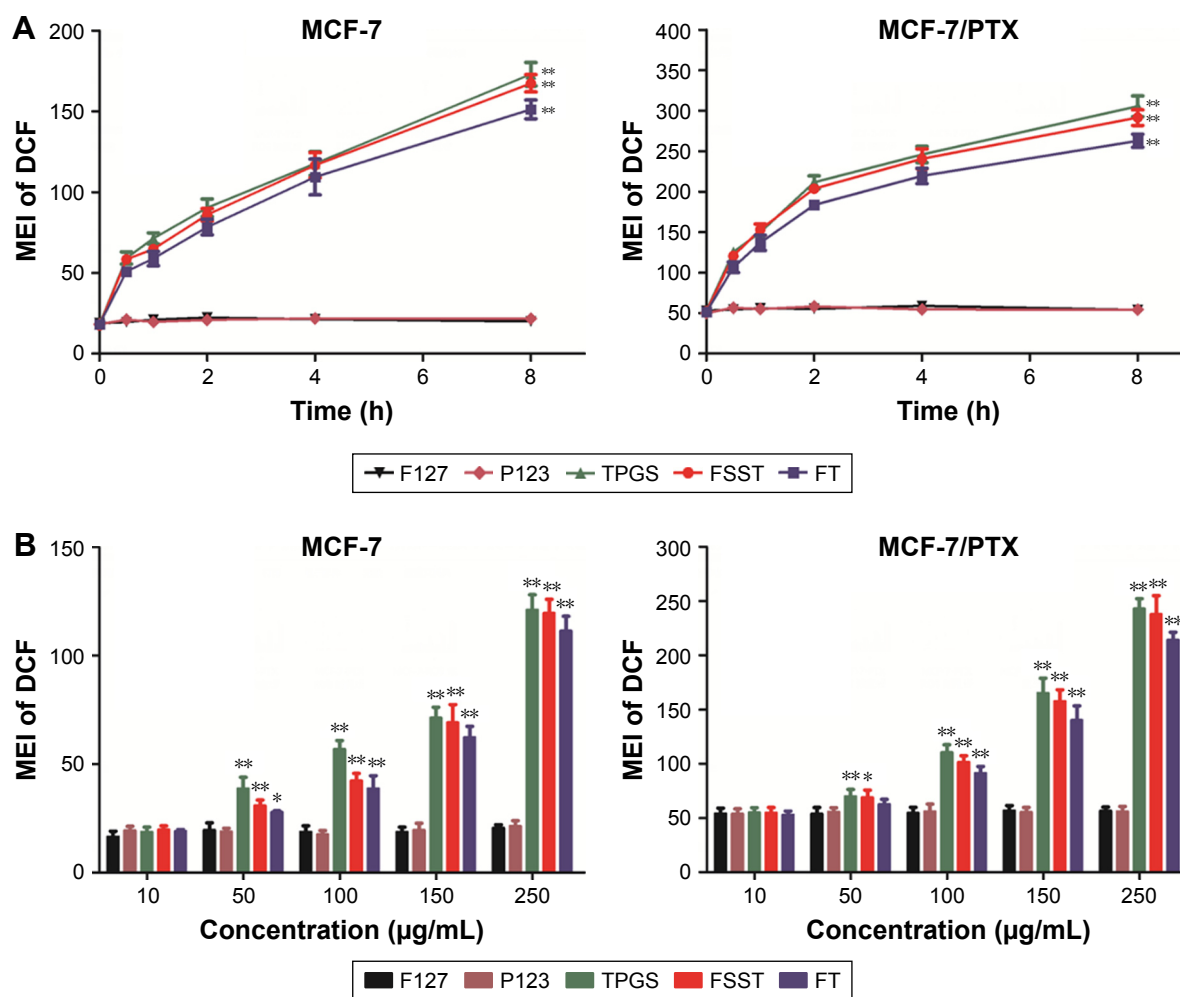 A
MCF-7
200
150
100
50
0
MEI of DCF
**
**
**
0 2 4 6 8
Time (h)
MCF-7/PTX
400
350
300
250
200
150
100
50
0
MEI of DCF
**
**
**
0 2 4 6 8
Time (h)
F127 P123 TPGS FSST FT
B
MCF-7
150
100
50
0
MEI of DCF
** ** *
** ** **
** ** **
** ** **
10 50 100 150 250
Concentration (µg/mL)
MCF-7/PTX
300
250
200
150
100
50
0
MEI of DCF
** *
** ** **
** ** **
** ** **
10 50 100 150 250
Concentration (µg/mL)
F127 P123 TPGS FSST FT